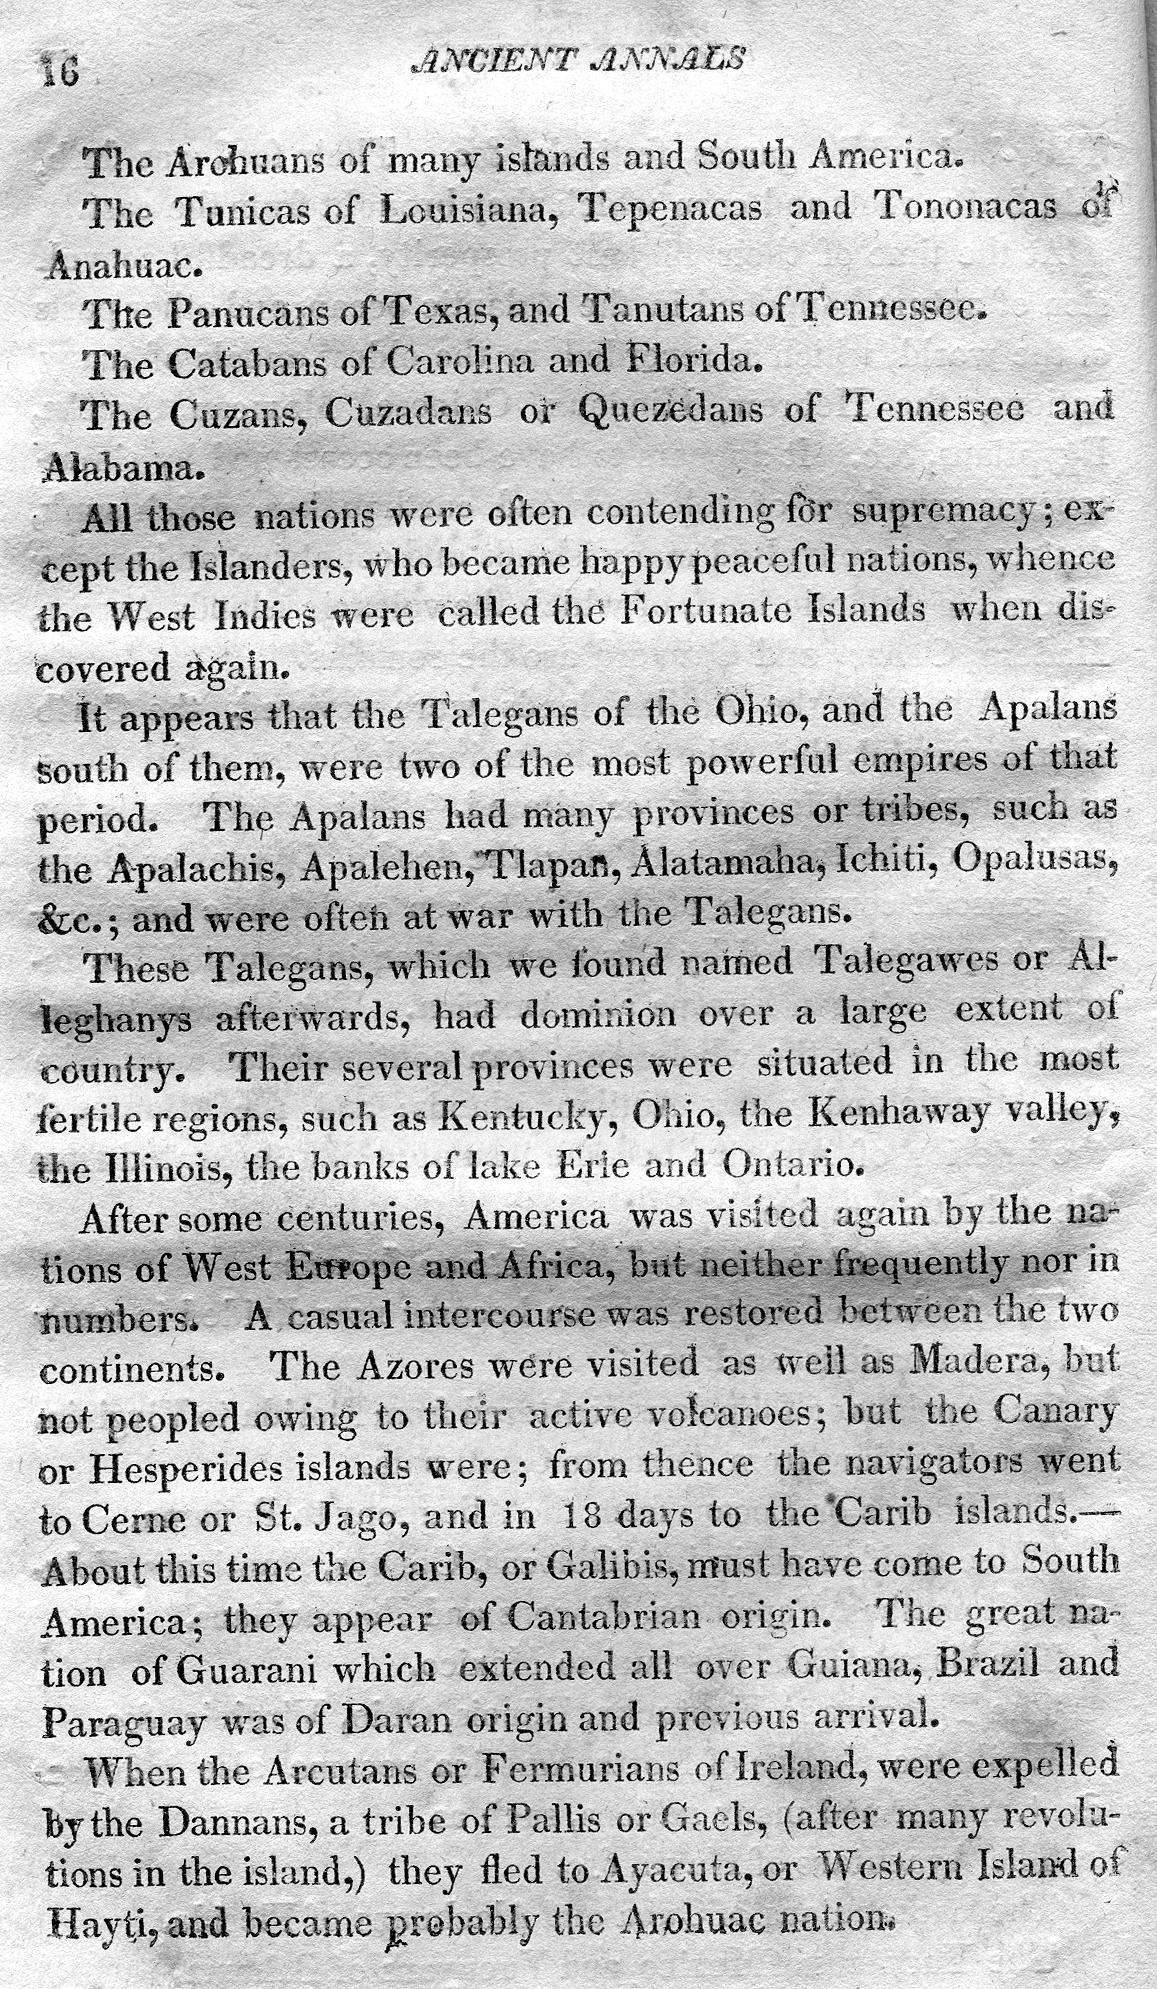 16
ANCIENT ANNALS
The Arohuans of many islands and South America.
The Tunicas of Louisiana, Tepenacas and Tononacas of
Anahuac.
The Panucans of Texas, and Tanutans of Tennessee.
The Catabans of Carolina and Florida.
The Cuzans, Cuzadans or Quezedans of Tennessee and
Alabama.
All those nations were often contending for supremacy; ex-
cept the Islanders, who became happy peaceful nations, whence
the West Indies were called the Fortunate Islands when dis-
covered again.
It appears that the Talegans of the Ohio, and the Apalans
south of them, were two of the most powerful empires of that
period. The Apalans had many provinces or tribes, such as
the Apalachis, Apalehen, Tlapan, Alatamaha, Ichiti, Opalusas,
&c.; and were often at war with the Talegans.
These Talegans, which we found named Talegawes or Al-
leghanys afterwards, had dominion over a large extent of
country. Their several provinces were situated in the most
fertile regions, such as Kentucky, Ohio, the Kenhaway valley,
the Illinois, the banks of lake Erie and Ontario.
After some centuries, America was visited again by the na-
tions of West Europe and Africa, but neither frequently nor in
numbers. A casual intercourse was restored between the two
continents. The Azores were visited as well as Madera, but
not peopled owing to their active volcanoes; but the Canary
or Hesperides islands were; from thence the navigators went
to Cerne or St. Jago, and in 18 days to the Carib islands.—
About this time the Carib, or Galibis, must have come to South
America; they appear of Cantabrian origin. The great na-
tion of Guarani which extended all over Guiana, Brazil and
Paraguay was of Daran origin and previous arrival.
When the Arcutans or Fermurians of Ireland, were expelled
by the Dannans, a tribe of Pallis or Gaels, (after many revolu-
tions in the island,) they fled to Ayacuta, or Western Island of
Hayti, and became probably the Arohuac nation.